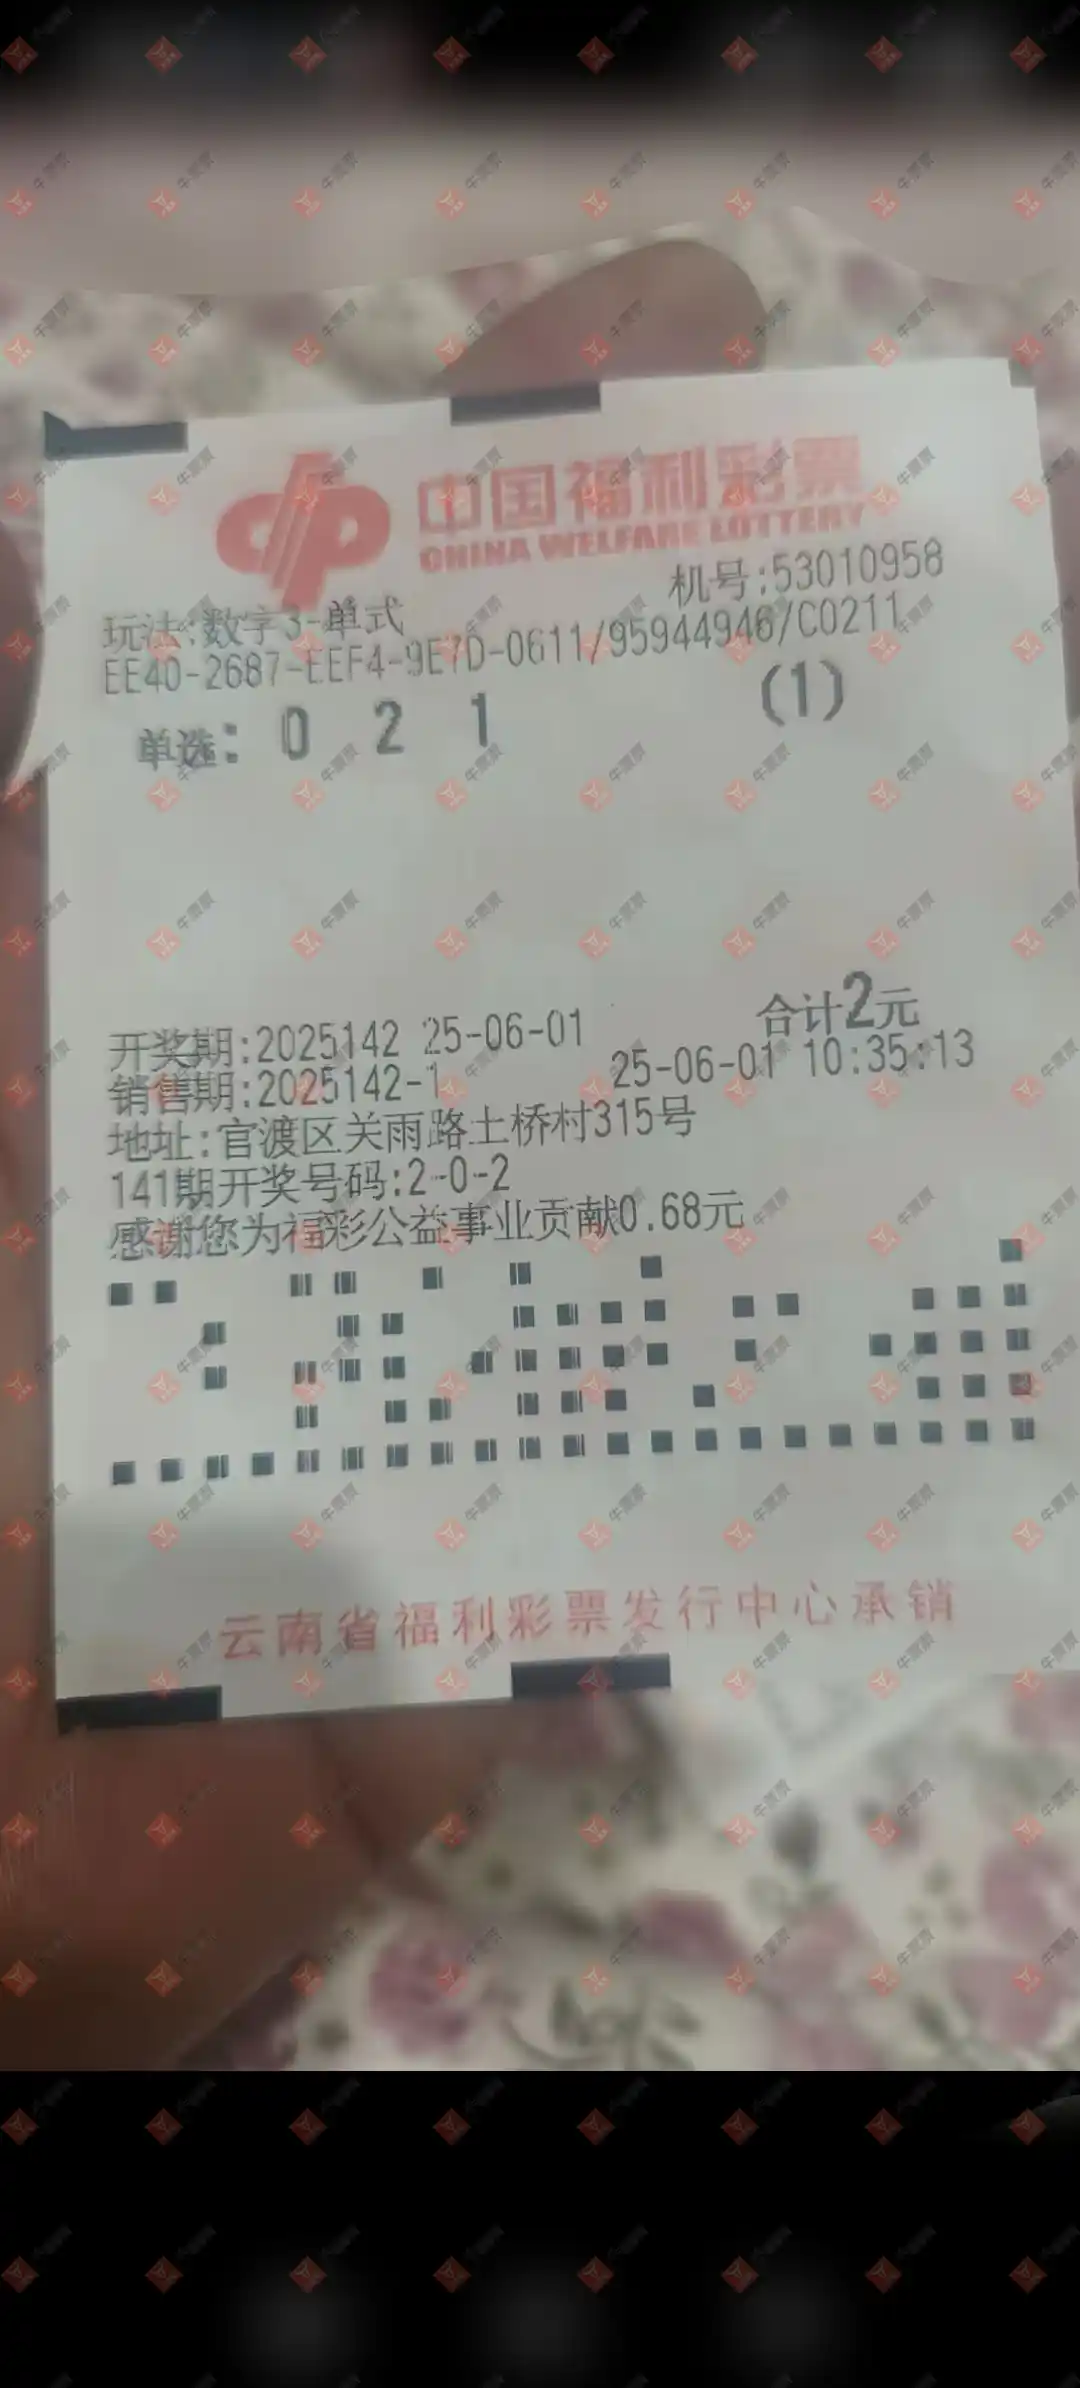 中国福利彩票
CHINA WELFARE LOTTERY
机号:53010958
玩法:数字3-单式
EE40-2687-EEF4-9E7D-0611/95944946/C0211
单选: 0 2 1 (1)
合计2元
开奖期:2025142 25-06-01
销售期:2025142-1 25-06-01 10:35:13
地址:官渡区关雨路土桥村315号
141期开奖号码:2-0-2
感谢您为福彩公益事业贡献0.68元
云南省福利彩票发行中心承销
牛票票